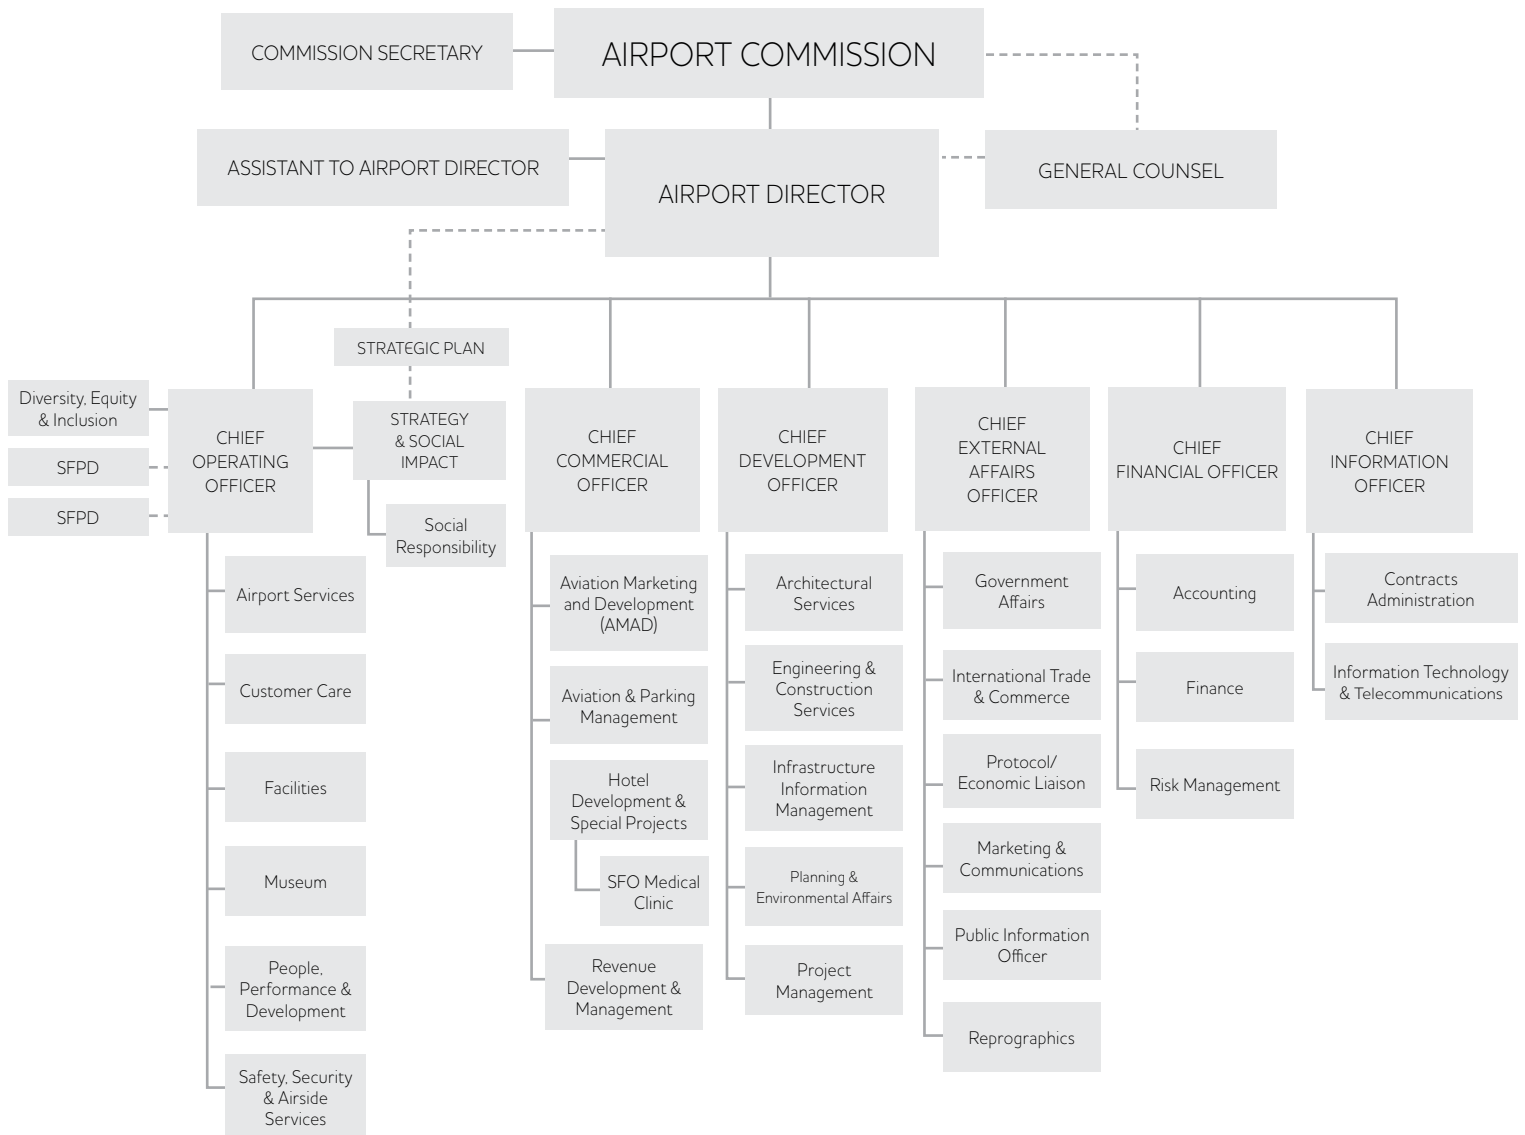 COMMISSION SECRETARY
AIRPORT COMMISSION
ASSISTANT TO AIRPORT DIRECTOR
AIRPORT DIRECTOR
GENERAL COUNSEL
STRATEGIC PLAN
Diversity, Equity
& Inclusion
SFPD
SFPD
CHIEF
OPERATING
OFFICER
STRATEGY
& SOCIAL
IMPACT
Social
Responsibility
Airport Services
Customer Care
Facilities
Museum
People,
Performance &
Development
Safety, Security
& Airside
Services
CHIEF
COMMERCIAL
OFFICER
Aviation Marketing
and Development
(AMAD)
Aviation & Parking
Management
Hotel
Development &
Special Projects
SFO Medical
Clinic
Revenue
Development &
Management
CHIEF
DEVELOPMENT
OFFICER
Architectural
Services
Engineering &
Construction
Services
Infrastructure
Information
Management
Planning &
Environmental Affairs
Project
Management
CHIEF
EXTERNAL
AFFAIRS
OFFICER
Government
Affairs
International Trade
& Commerce
Protocol/
Economic Liaison
Marketing &
Communications
Public Information
Officer
Reprographics
CHIEF
FINANCIAL OFFICER
Accounting
Finance
Risk Management
CHIEF
INFORMATION
OFFICER
Contracts
Administration
Information Technology
& Telecommunications